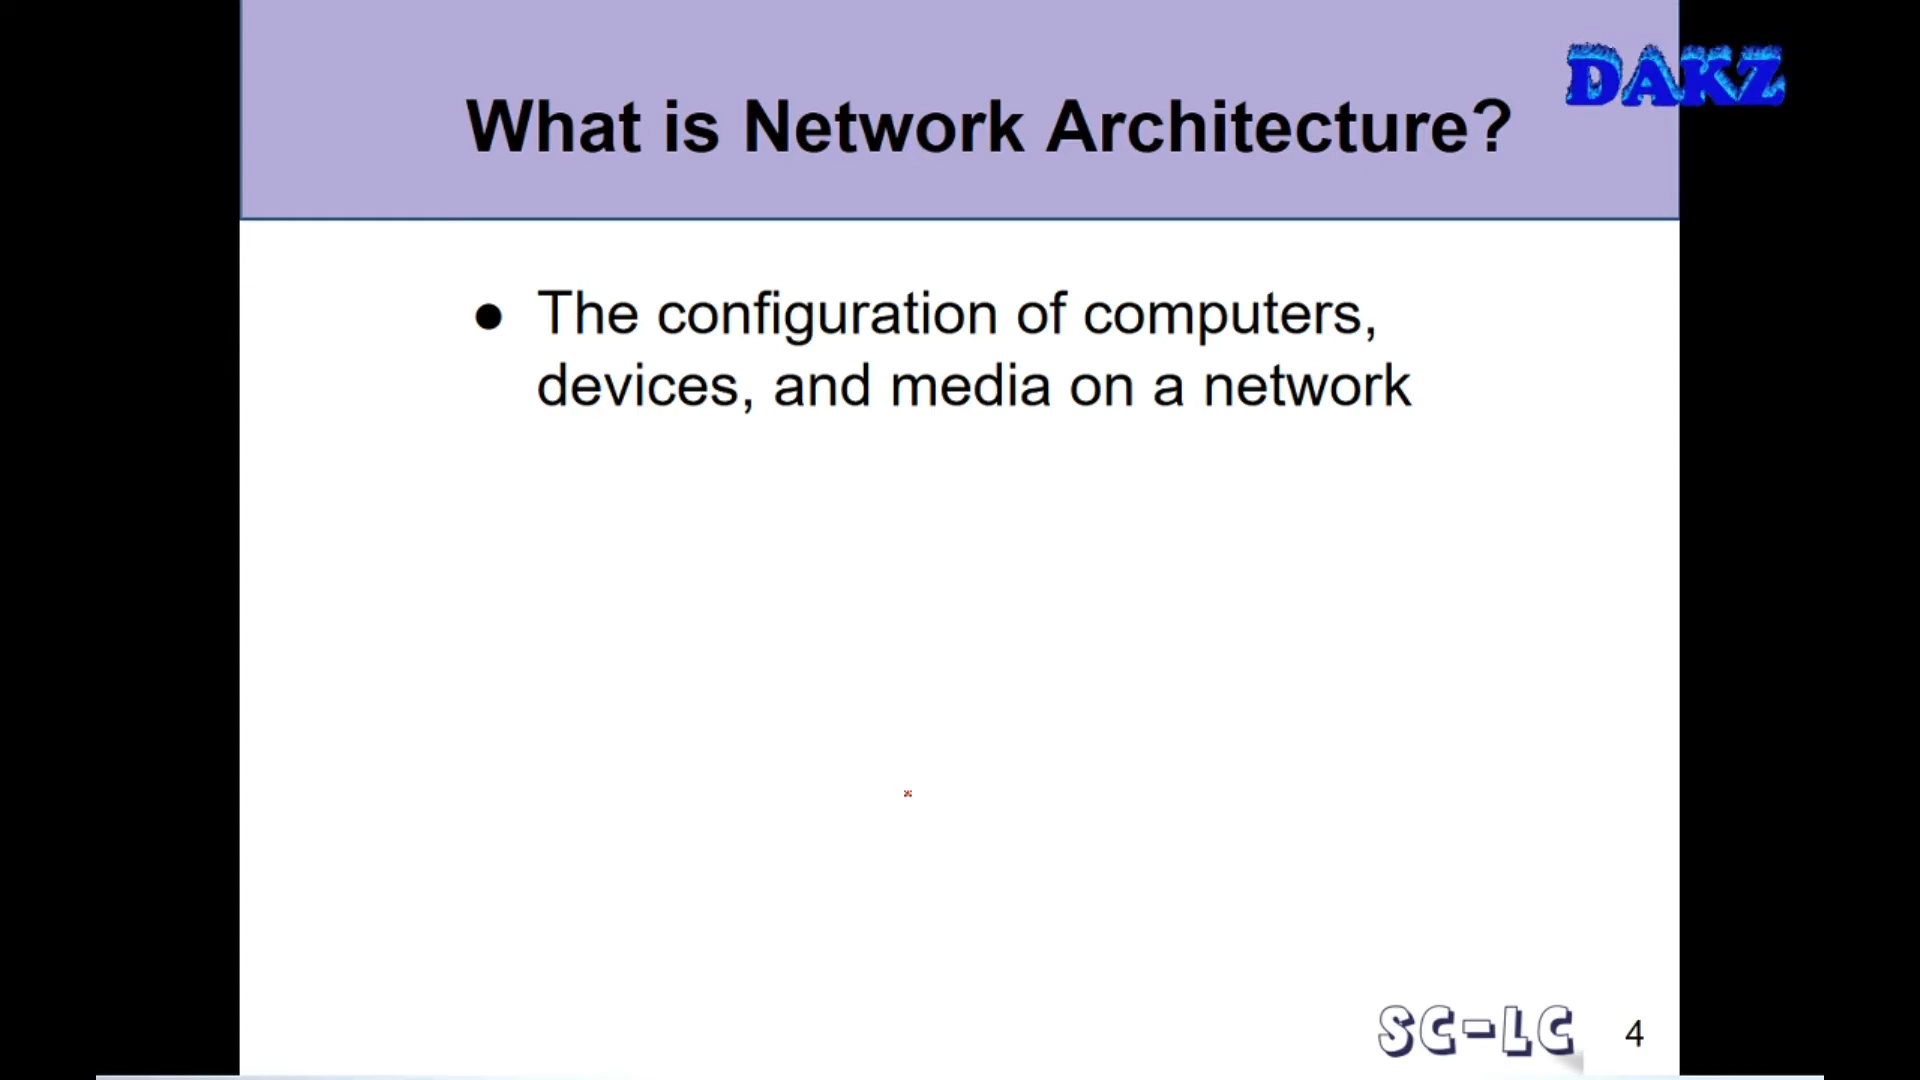 DAKZ
What is Network Architecture?
● The configuration of computers,
devices, and media on a network
SC-LC
4